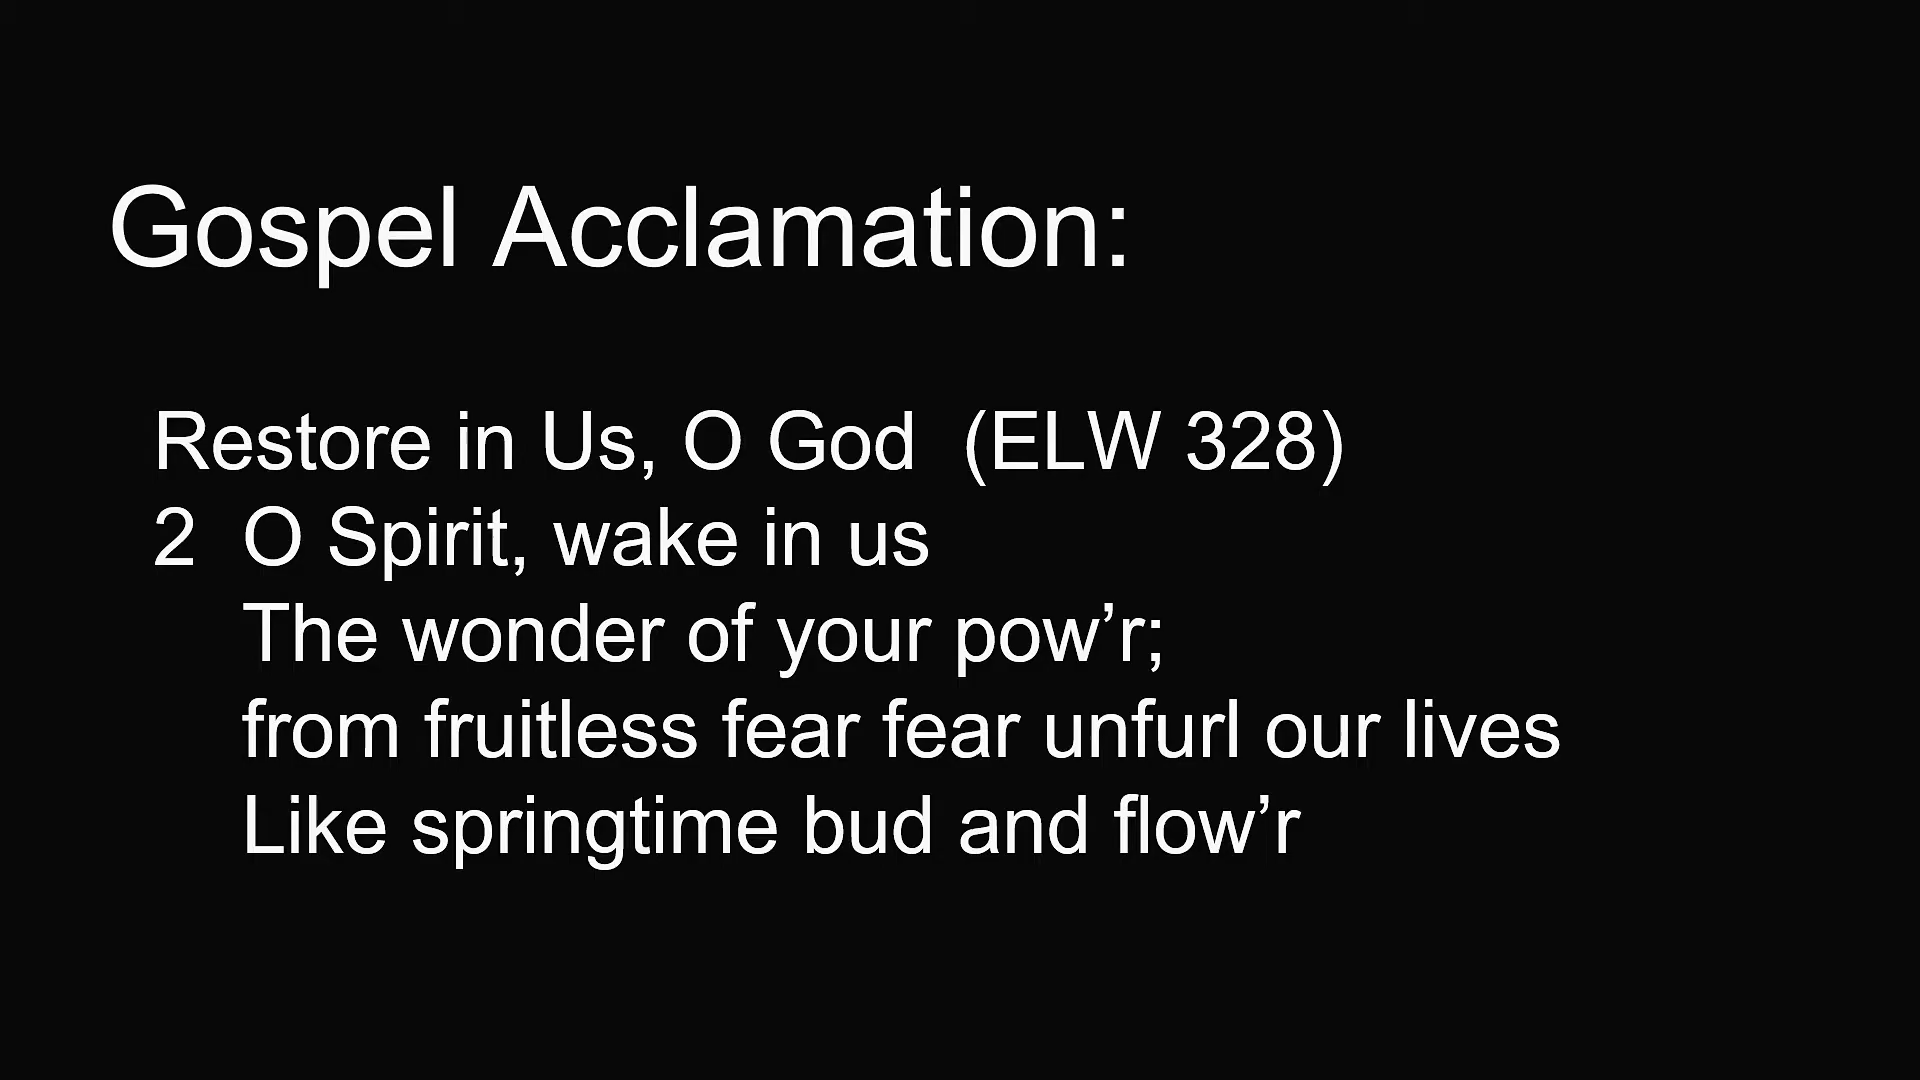 Gospel Acclamation:
Restore in Us, O God  (ELW 328)
2  O Spirit, wake in us
The wonder of your pow’r;
from fruitless fear fear unfurl our lives
Like springtime bud and flow’r